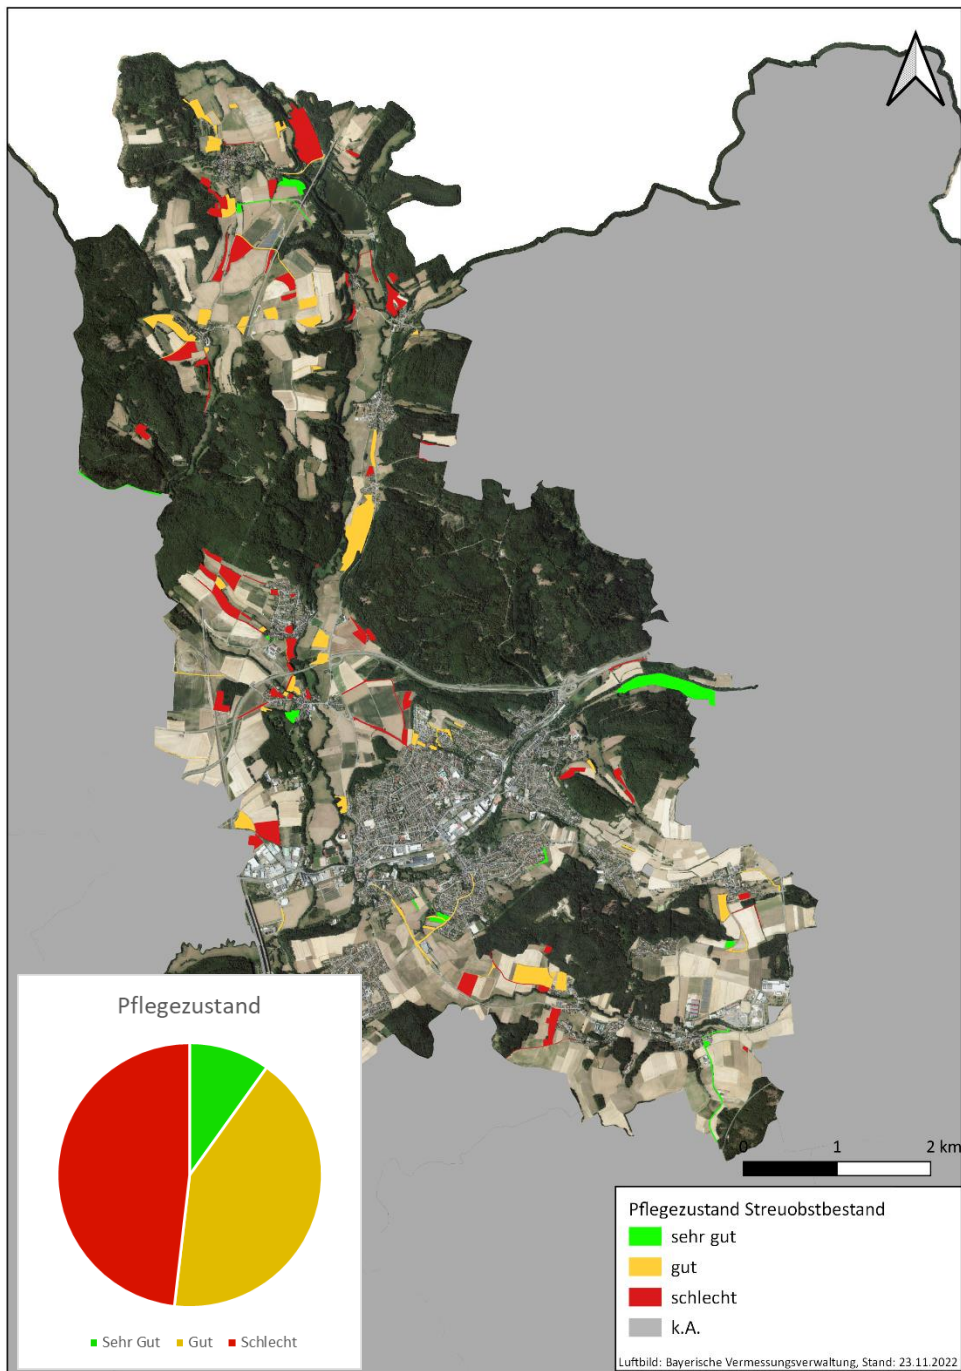 Pflegezustand
Sehr Gut Gut Schlecht
0 1 2 km
Pflegezustand Streuobstbestand
sehr gut
gut
schlecht
k.A.
Luftbild: Bayerische Vermessungsverwaltung, Stand: 23.11.2022